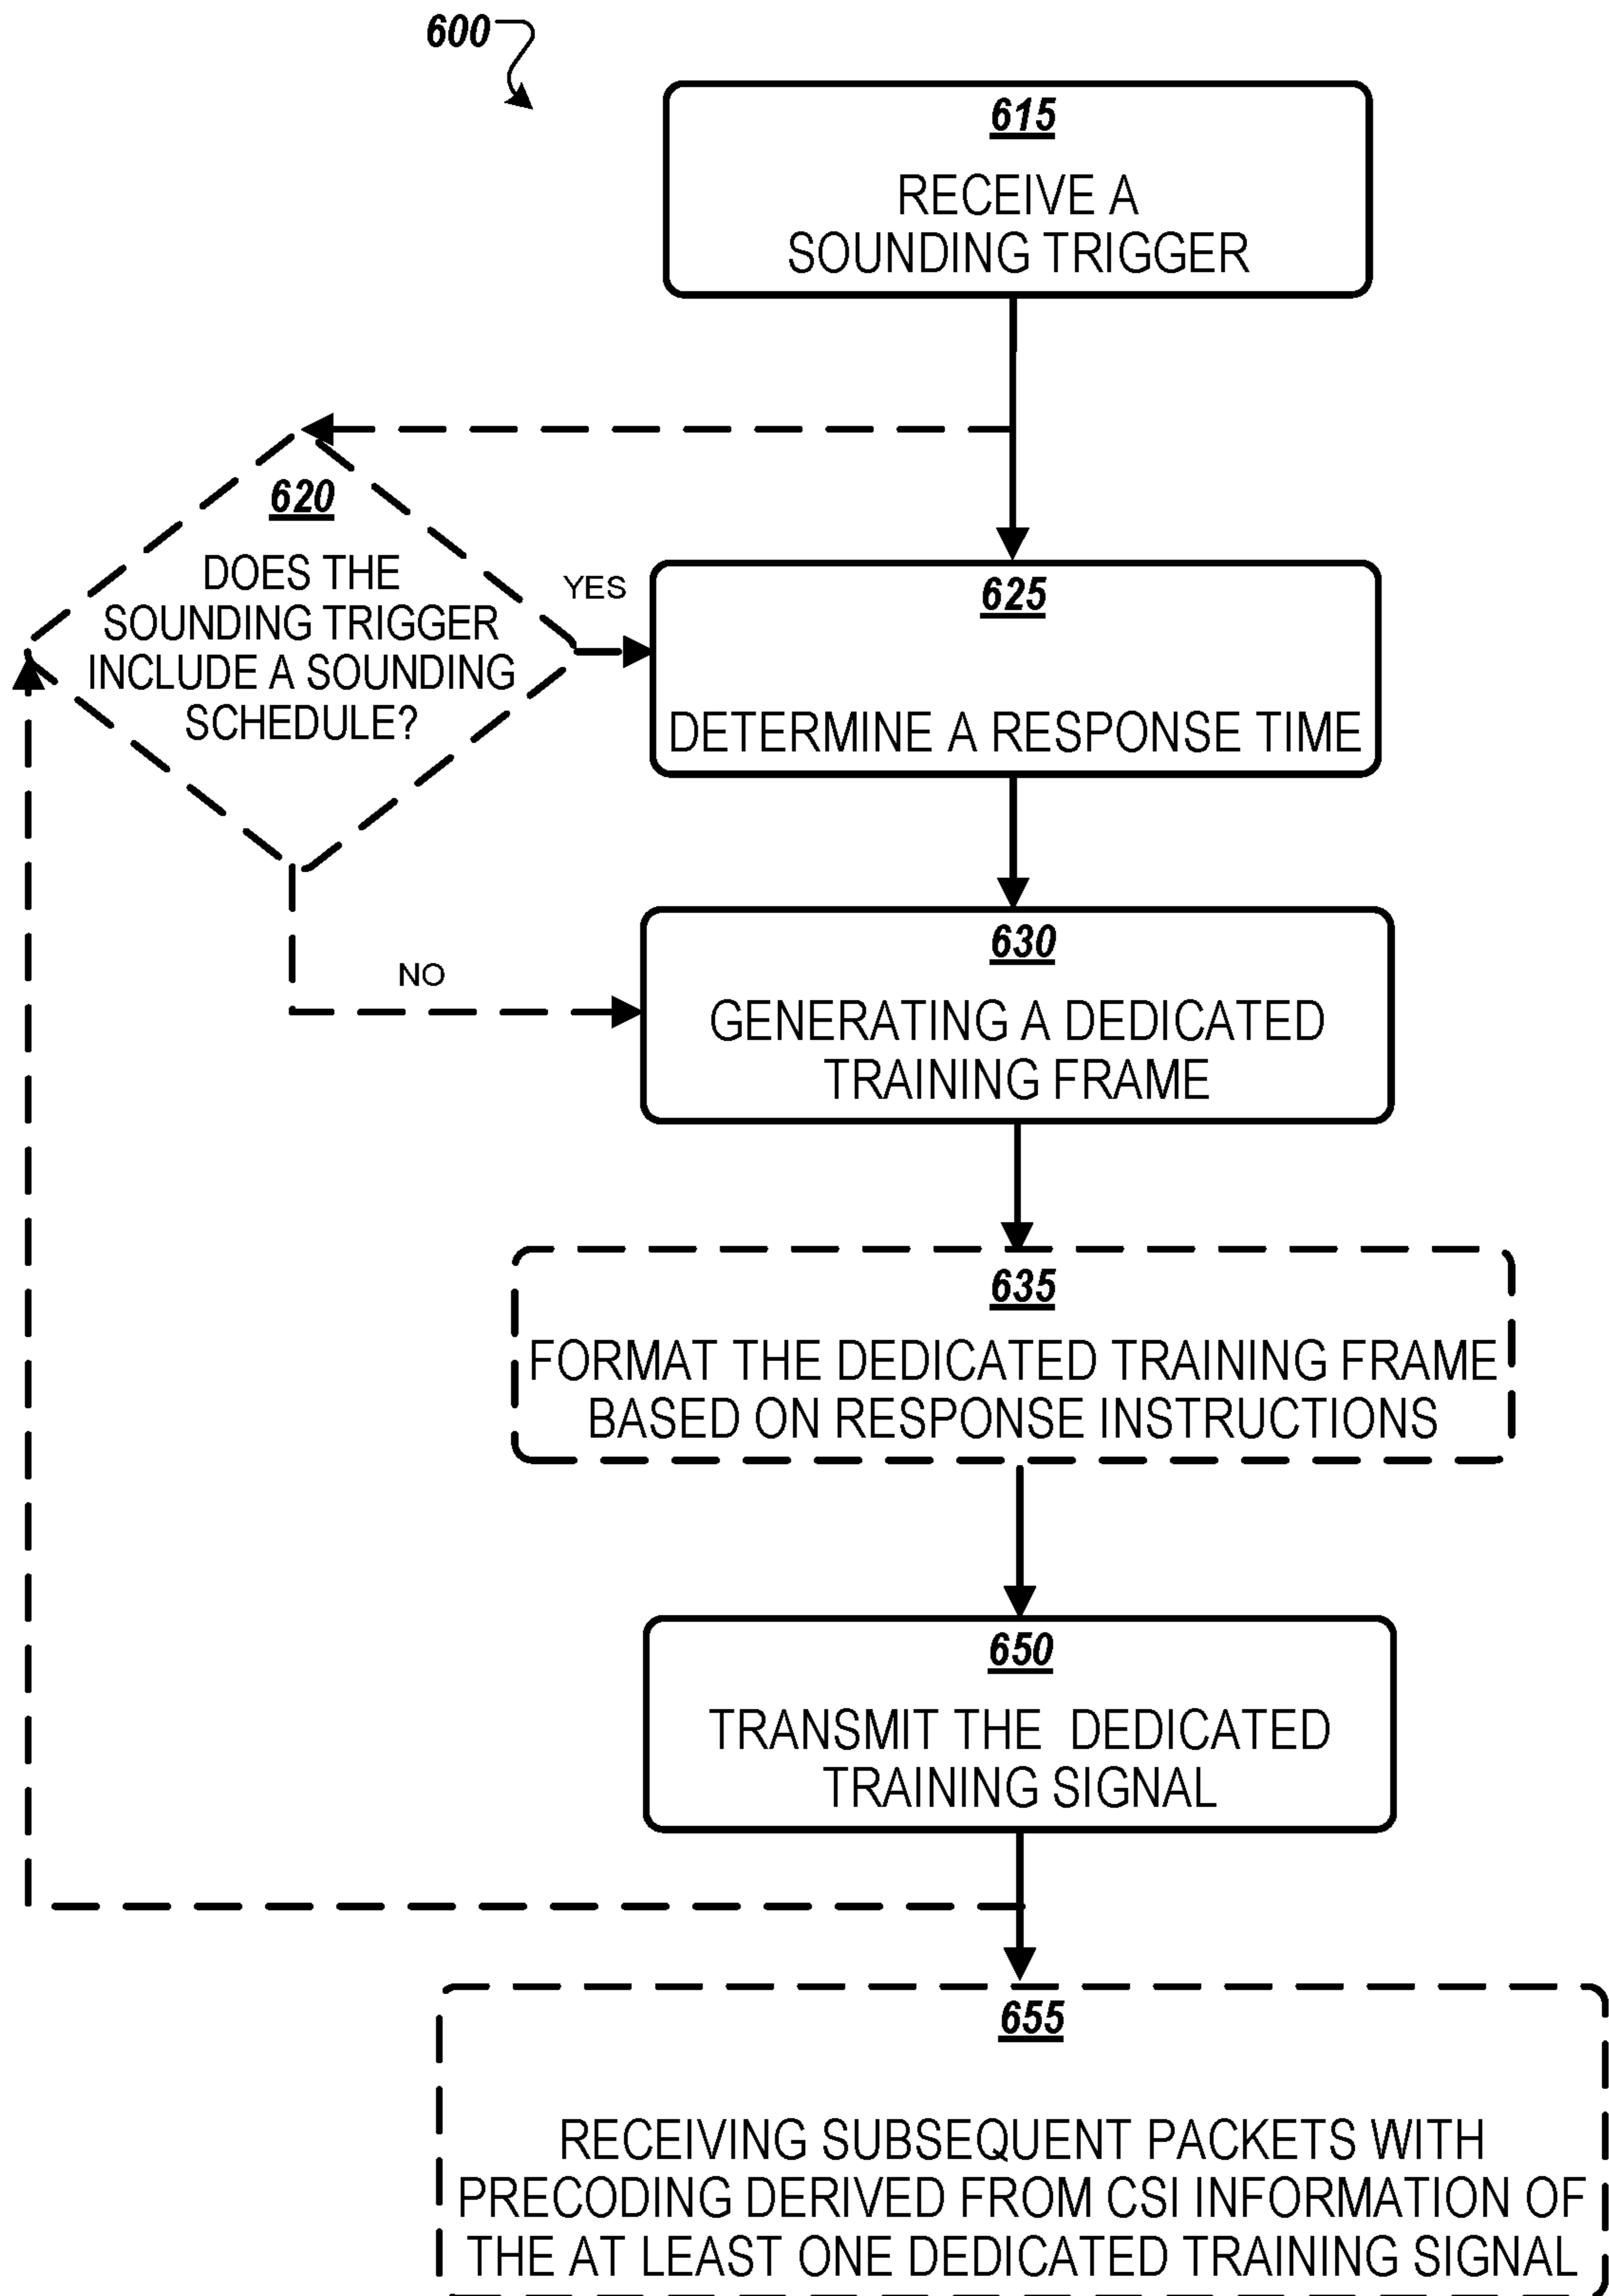 600
615
RECEIVE A
SOUNDING TRIGGER
620
DOES THE
SOUNDING TRIGGER
INCLUDE A SOUNDING
SCHEDULE?
YES
625
DETERMINE A RESPONSE TIME
630
NO
GENERATING A DEDICATED
TRAINING FRAME
635
FORMAT THE DEDICATED TRAINING FRAME
BASED ON RESPONSE INSTRUCTIONS
650
TRANSMIT THE DEDICATED
TRAINING SIGNAL
655
RECEIVING SUBSEQUENT PACKETS WITH
PRECODING DERIVED FROM CSI INFORMATION OF
THE AT LEAST ONE DEDICATED TRAINING SIGNAL